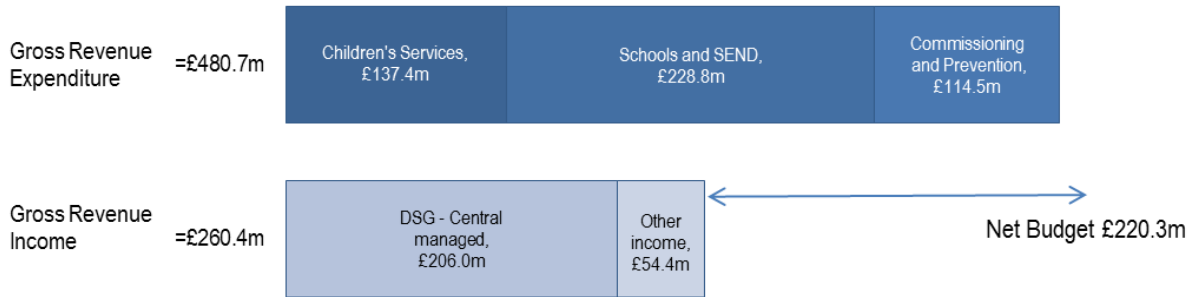 Gross Revenue
Expenditure
=£480.7m
Children's Services,
£137.4m
Schools and SEND,
£228.8m
Commissioning
and Prevention,
£114.5m
Gross Revenue
Income
=£260.4m
DSG - Central
managed,
£206.0m
Other
income,
£54.4m
Net Budget £220.3m